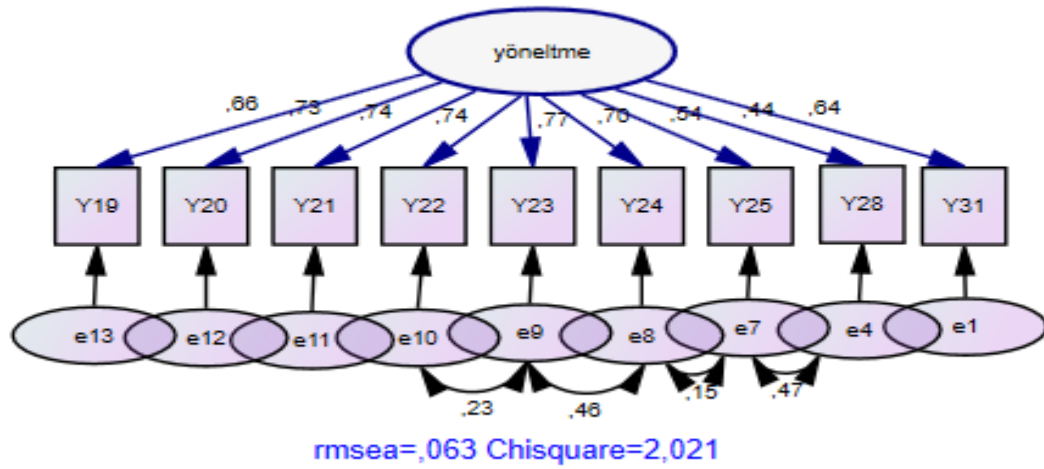 yöneltme
,66 ,73 ,74 ,74 ,77 ,70 ,54 ,44 ,64
Y19 Y20 Y21 Y22 Y23 Y24 Y25 Y28 Y31
e13 e12 e11 e10 e9 e8 e7 e4 e1
,23 ,46 ,15 ,47
rmsea=,063 Chisquare=2,021